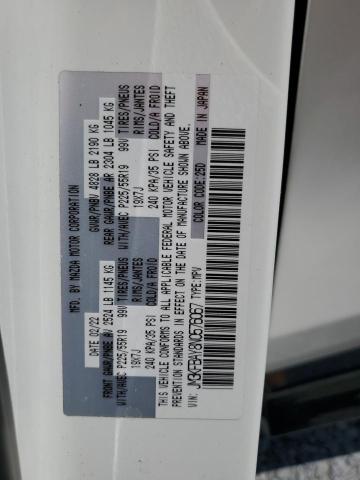 MFD. BY MAZDA MOTOR CORPORATION
DATE: 02/22 GVWR/PNBV 4828 LB 2190 KG
FRONT GAWR/PNBE AV 2524 LB 1145 KG REAR GAWR/PNBE AR 2304 LB 1045 KG
WITH/AVEC P225/55R19 99V TIRES/PNEUS WITH/AVEC P225/55R19 99V TIRES/PNEUS
19X7J RIMS/JANTES 19X7J RIMS/JANTES
240 KPA/35 PSI COLD/A FROID 240 KPA/35 PSI COLD/A FROID
THIS VEHICLE CONFORMS TO ALL APPLICABLE FEDERAL MOTOR VEHICLE SAFETY AND THEFT
PREVENTION STANDARDS IN EFFECT ON THE DATE OF MANUFACTURE SHOWN ABOVE.
COLOR CODE:25D MADE IN JAPAN
VIN: TYPE:MPV